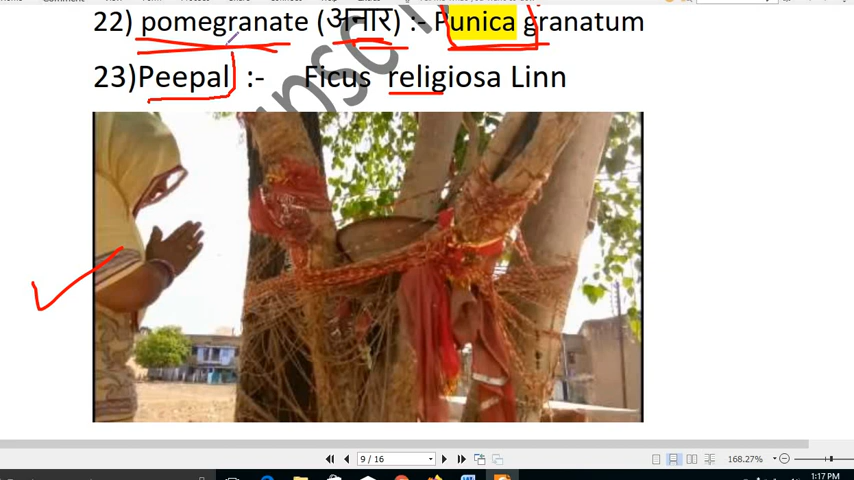 22) pomegranate (अनार) :- Punica granatum
23)Peepal :- Ficus religiosa Linn
9 / 16
168.27%
1:17 PM